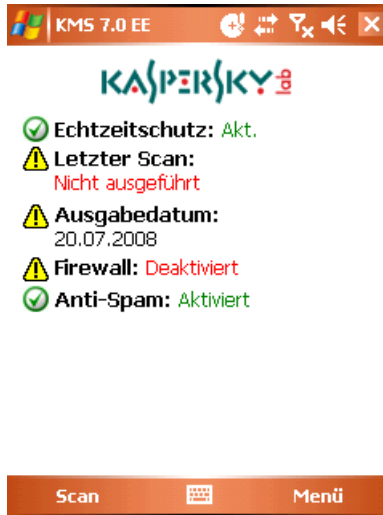 KMS 7.0 EE
KASPERSKY lab
Echtzeitschutz: Akt.
Letzter Scan:
Nicht ausgeführt
Ausgabedatum:
20.07.2008
Firewall: Deaktiviert
Anti-Spam: Aktiviert
Scan Menü